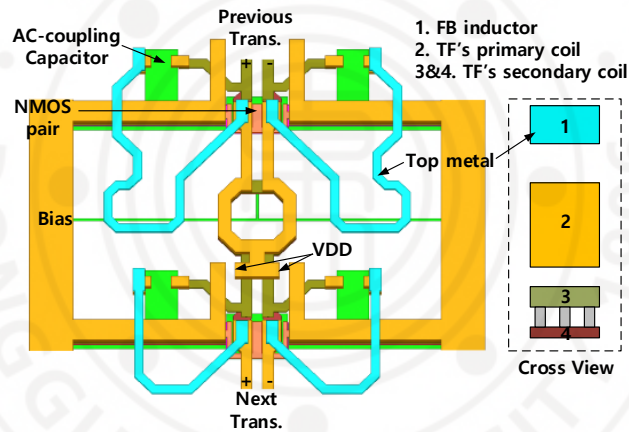 AC-coupling
Capacitor
Previous
Trans.
+ -
NMOS
pair
Top metal
Bias
VDD
+ -
Next
Trans.
1. FB inductor
2. TF's primary coil
3&4. TF's secondary coil
1
2
3
4
Cross View